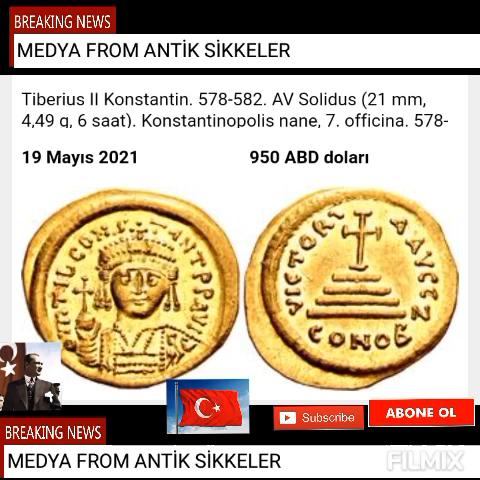 BREAKING NEWS
MEDYA FROM ANTİK SİKKELER
Tiberius II Konstantin. 578-582. AV Solidus (21 mm,
4,49 g, 6 saat). Konstantinopolis nane, 7. officina. 578-
19 Mayıs 2021 950 ABD doları
VICTORI AAVCCZ
CONOB
Subscribe
ABONE OL
BREAKING NEWS
MEDYA FROM ANTİK SİKKELER
FILMIX